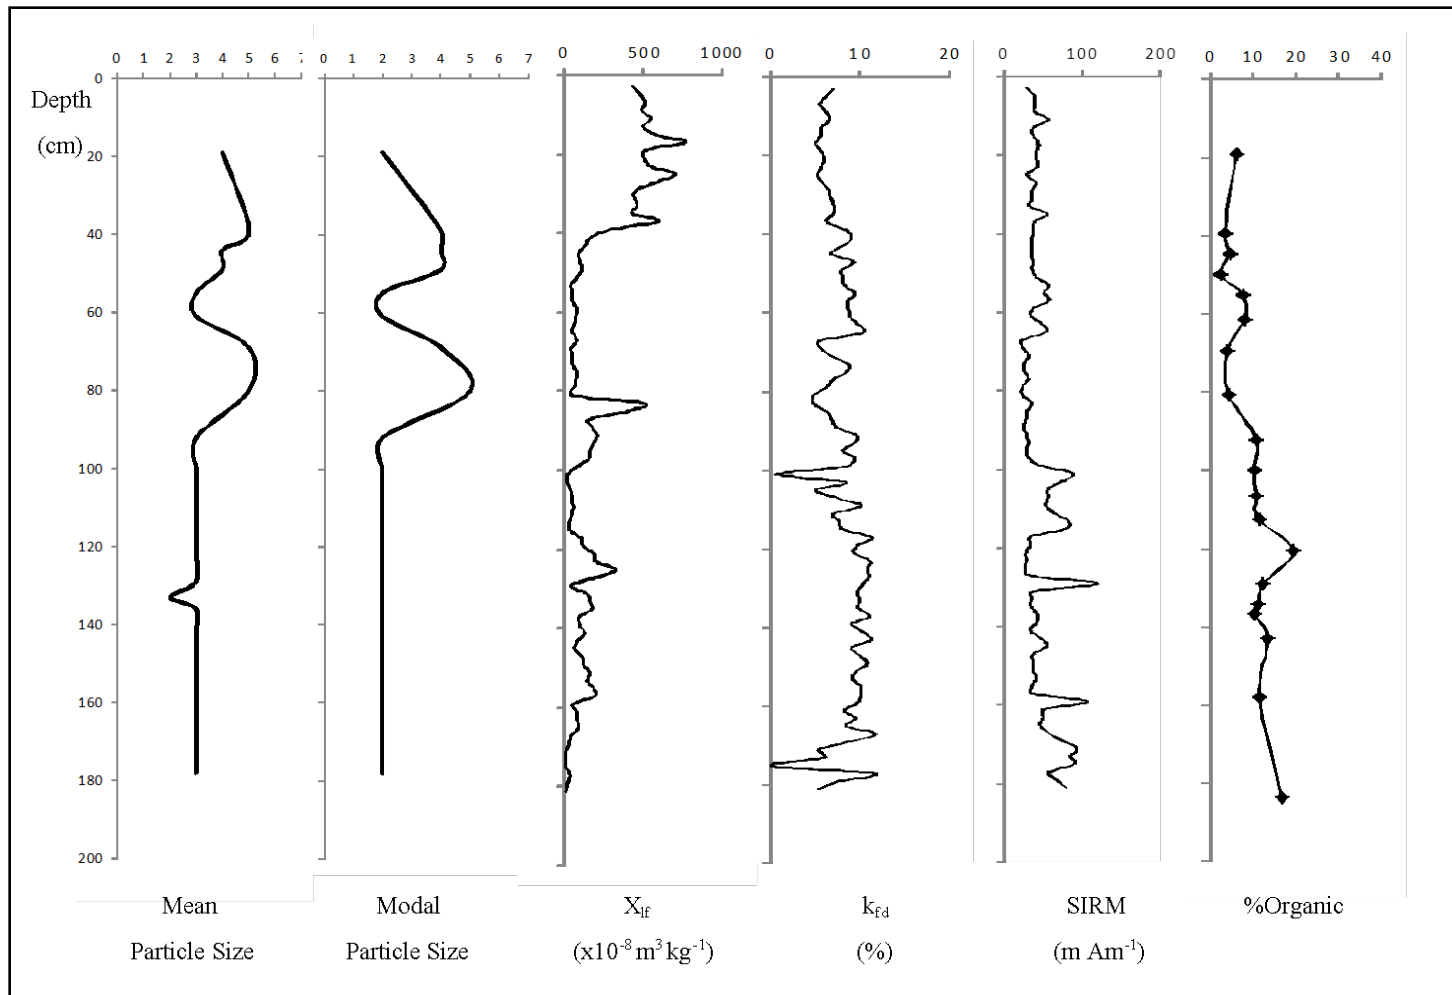 0 1 2 3 4 5 6 7
0 1 2 3 4 5 6 7
0 500 1000
0 10 20
0 100 200
0 10 20 30 40
0
Depth
(cm)
20
40
60
80
100
120
140
160
180
200
Mean
Particle Size
Modal
Particle Size
X_lf
(x10⁻⁸ m³ kg⁻¹)
k_fd
(%)
SIRM
(m Am⁻¹)
%Organic